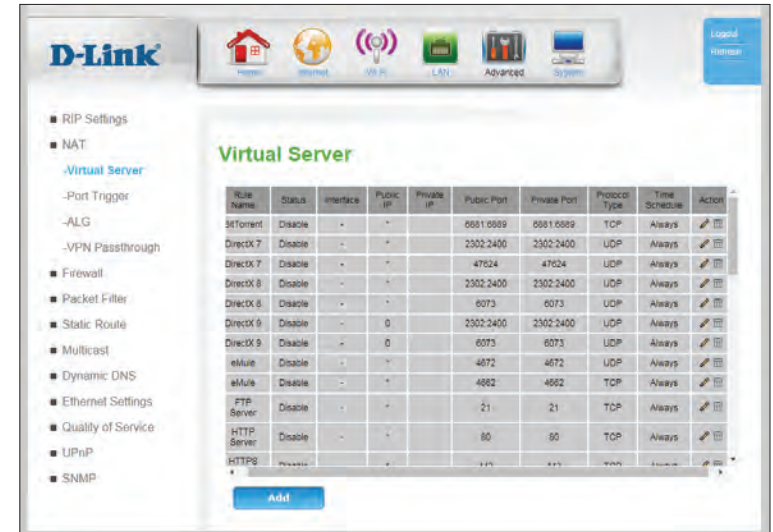 D-Link
Home
Internet
Wi-Fi
LAN
Advanced
System
Logout
RIP Settings
NAT
-Virtual Server
-Port Trigger
-ALG
-VPN Passthrough
Firewall
Packet Filter
Static Route
Multicast
Dynamic DNS
Ethernet Settings
Quality of Service
UPnP
SNMP
Virtual Server
Rule Name Status Interface Public IP Private IP Public Port Private Port Protocol Type Time Schedule Action
BitTorrent Disable - * 6881:6889 6881:6889 TCP Always
DirectX 7 Disable - * 2302:2400 2302:2400 UDP Always
DirectX 7 Disable - * 47624 47624 UDP Always
DirectX 8 Disable - * 2302:2400 2302:2400 UDP Always
DirectX 8 Disable - * 6073 6073 UDP Always
DirectX 9 Disable - 0 2302:2400 2302:2400 UDP Always
DirectX 9 Disable - 0 6073 6073 UDP Always
eMule Disable - * 4672 4672 UDP Always
eMule Disable - * 4662 4662 TCP Always
FTP Server Disable - * 21 21 TCP Always
HTTP Server Disable - * 80 80 TCP Always
HTTPS
Add